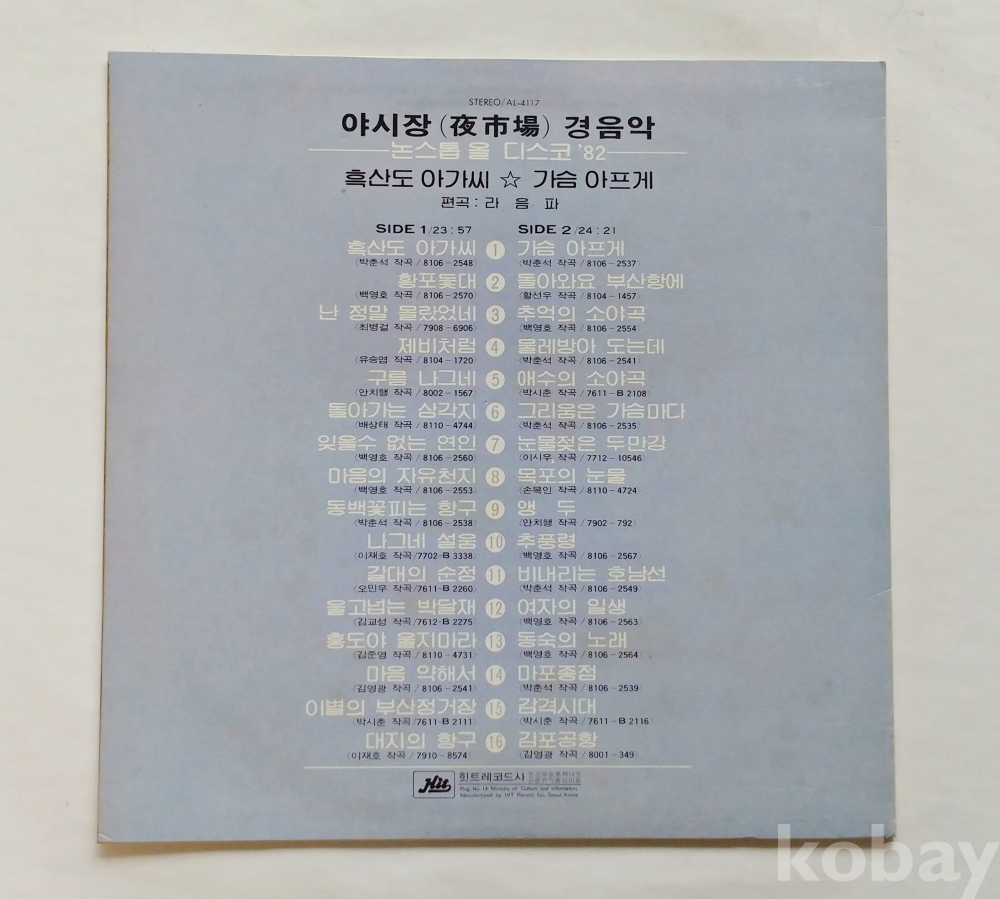 STEREO/AL-4117
야시장 (夜市場) 경음악
논스톱 올 디스코 '82
흑산도 아가씨 ☆ 가슴 아프게
편곡 : 라 음 파
SIDE 1/23 : 57
흑산도 아가씨 1
(박춘석 작곡/8106-2548)
황포돛대 2
백영호 작곡/8106-2570)
난 정말 몰랐었네 3
(최병걸 작곡/7908-6906)
제비처럼 4
(유승엽 작곡/8104-1720)
구름 나그네 5
(안치행 작곡/8002-1567)
돌아가는 삼각지 6
(배상태 작곡/8110-4744)
잊을수 없는 연인 7
(백영호 작곡/8106-2560)
마음의 자유천지 8
(백영호 작곡/8106-2553)
동백꽃피는 항구 9
(박춘석 작곡/8106-2538)
나그네 설움 10
(이재호 작곡/7702-B 3338)
갈대의 순정 11
(오민우 작곡/7611-B 2260)
울고넘는 박달재 12
(김교성 작곡/7612-B 2275
홍도야 울지마라 13
(김준영 작곡/8110-4731)
마음 약해서 14
(김영광 작곡/8106-2541)
이별의 부산정거장 15
(박시춘 작곡/7611-B 2111)
대지의 항구 16
(이재호 작곡/7910-8574)
SIDE 2/24 : 21
가슴 아프게
(박춘석 작곡/8106-2537)
돌아와요 부산항에
(황선우 작곡/8104-1457)
추억의 소야곡
(백영호 작곡/8106-2554)
물레방아 도는데
(박춘석 작곡/8106-2541)
애수의 소야곡
(박시춘 작곡/7611-B 2108)
그리움은 가슴마다
(박춘석 작곡/8106-2535)
눈물젖은 두만강
(이시우 작곡/7712-10546)
목포의 눈물
(손목인 작곡/8110-4724)
앵 두
(안치행 작곡/7902-792)
추풍령
(백영호 작곡/8106-2567)
비내리는 호남선
(박춘석 작곡/8106-2549)
여자의 일생
(백영호 작곡/8106-2563)
동숙의 노래
(백영호 작곡/8106-2564)
마포종점
(박춘석 작곡/8106-2539)
감격시대
(박시춘 작곡/7611-B 2116)
김포공항
(김영광 작곡/8001-349)
Hit
힛트레코드사
Reg. No 14 Ministry of Culture and Information.
Manufactured by HIT Record Co., Seoul, Korea
kobay